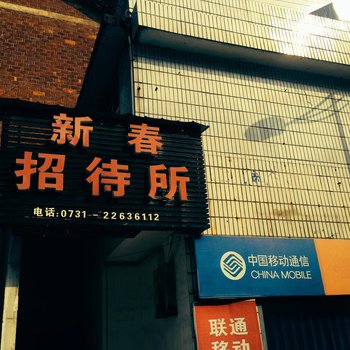 新春
招待所
电话:0731-22636112
中国移动通信
CHINA MOBILE
联通
移动